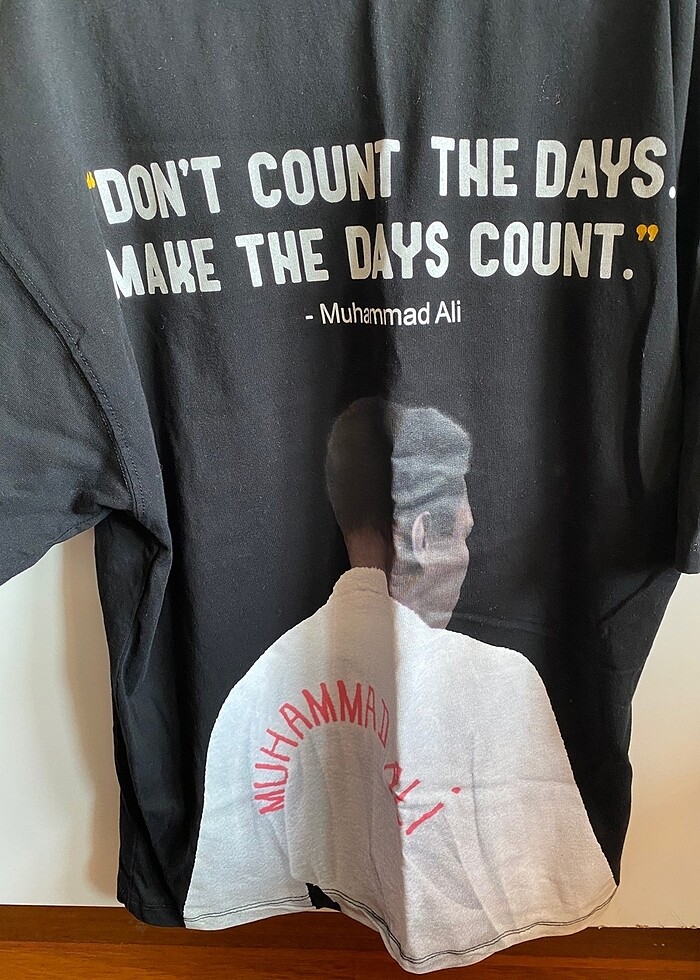 “DON'T COUNT THE DAYS.
MAKE THE DAYS COUNT.”
- Muhammad Ali
MUHAMMAD ALi